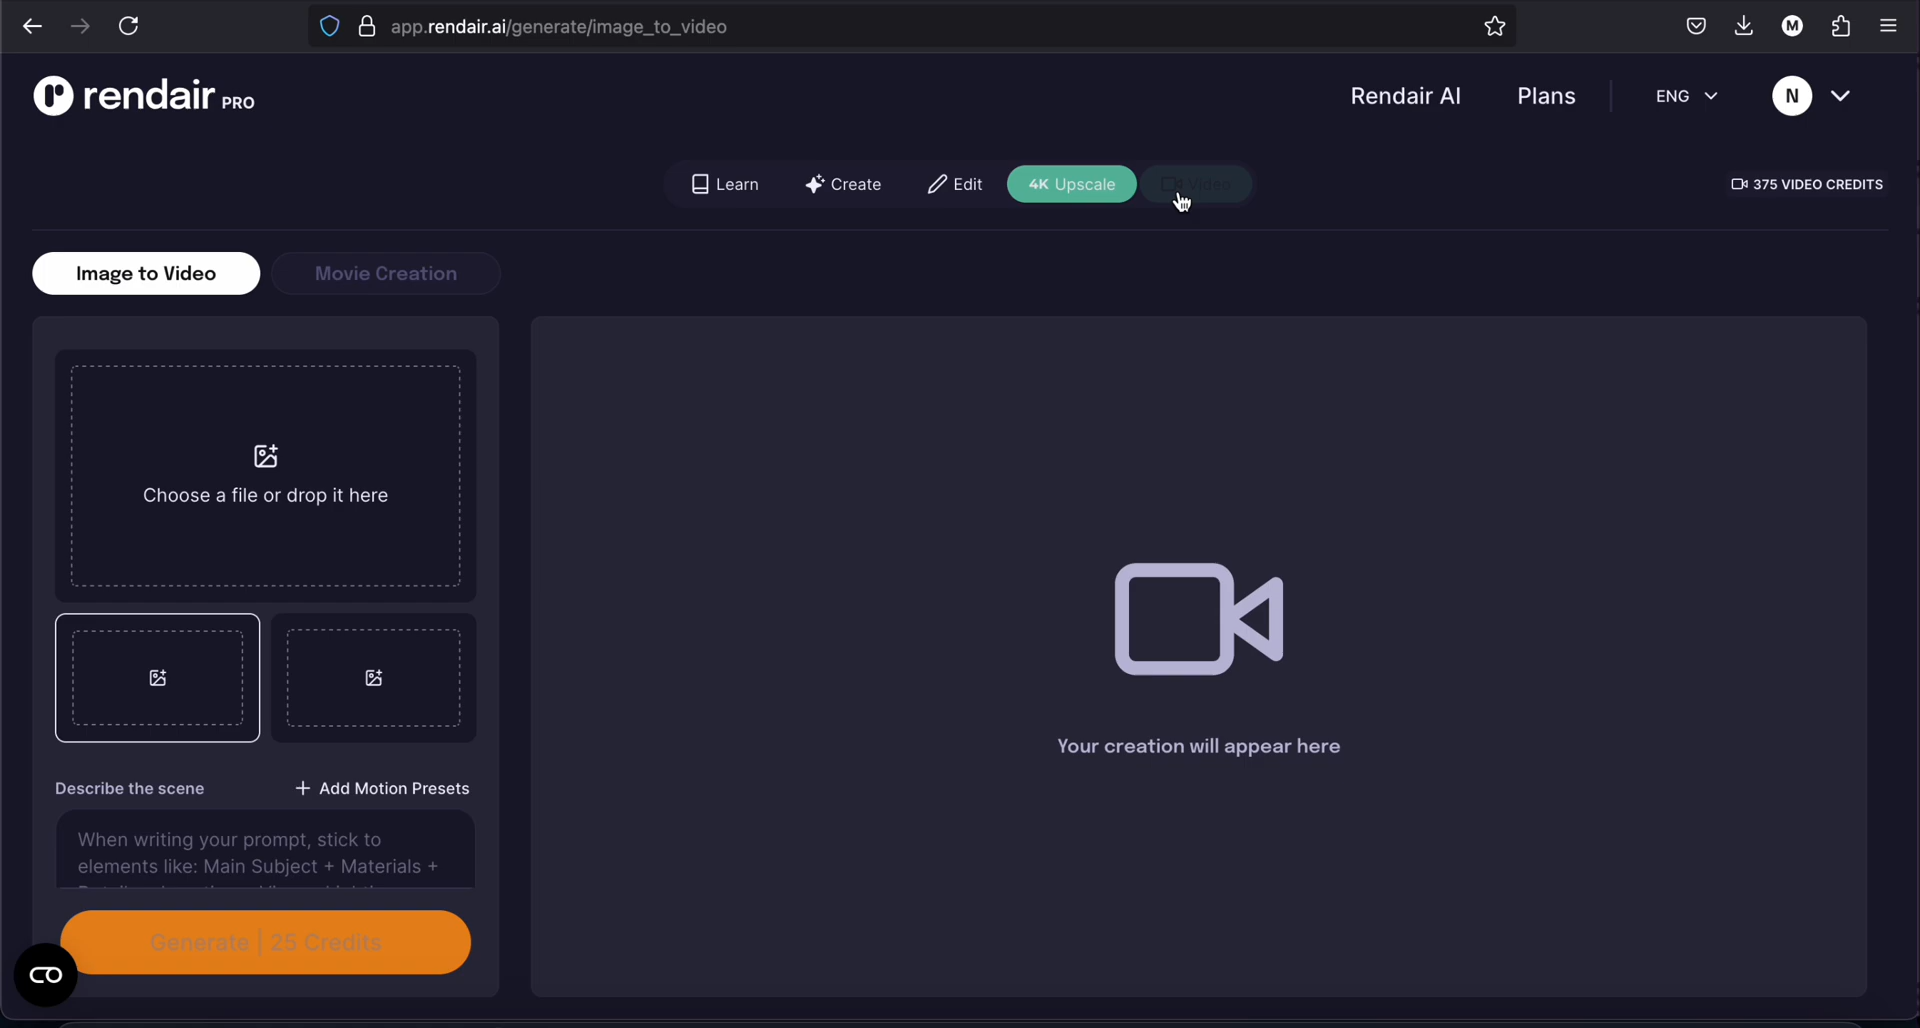 app.rendair.ai/generate/image_to_video
M
rendair PRO
Rendair AI
Plans
ENG
N
Learn
Create
Edit
4K Upscale
Video
375 VIDEO CREDITS
Image to Video
Movie Creation
Choose a file or drop it here
Describe the scene
+ Add Motion Presets
When writing your prompt, stick to
elements like: Main Subject + Materials +
Your creation will appear here
Generate | 25 Credits